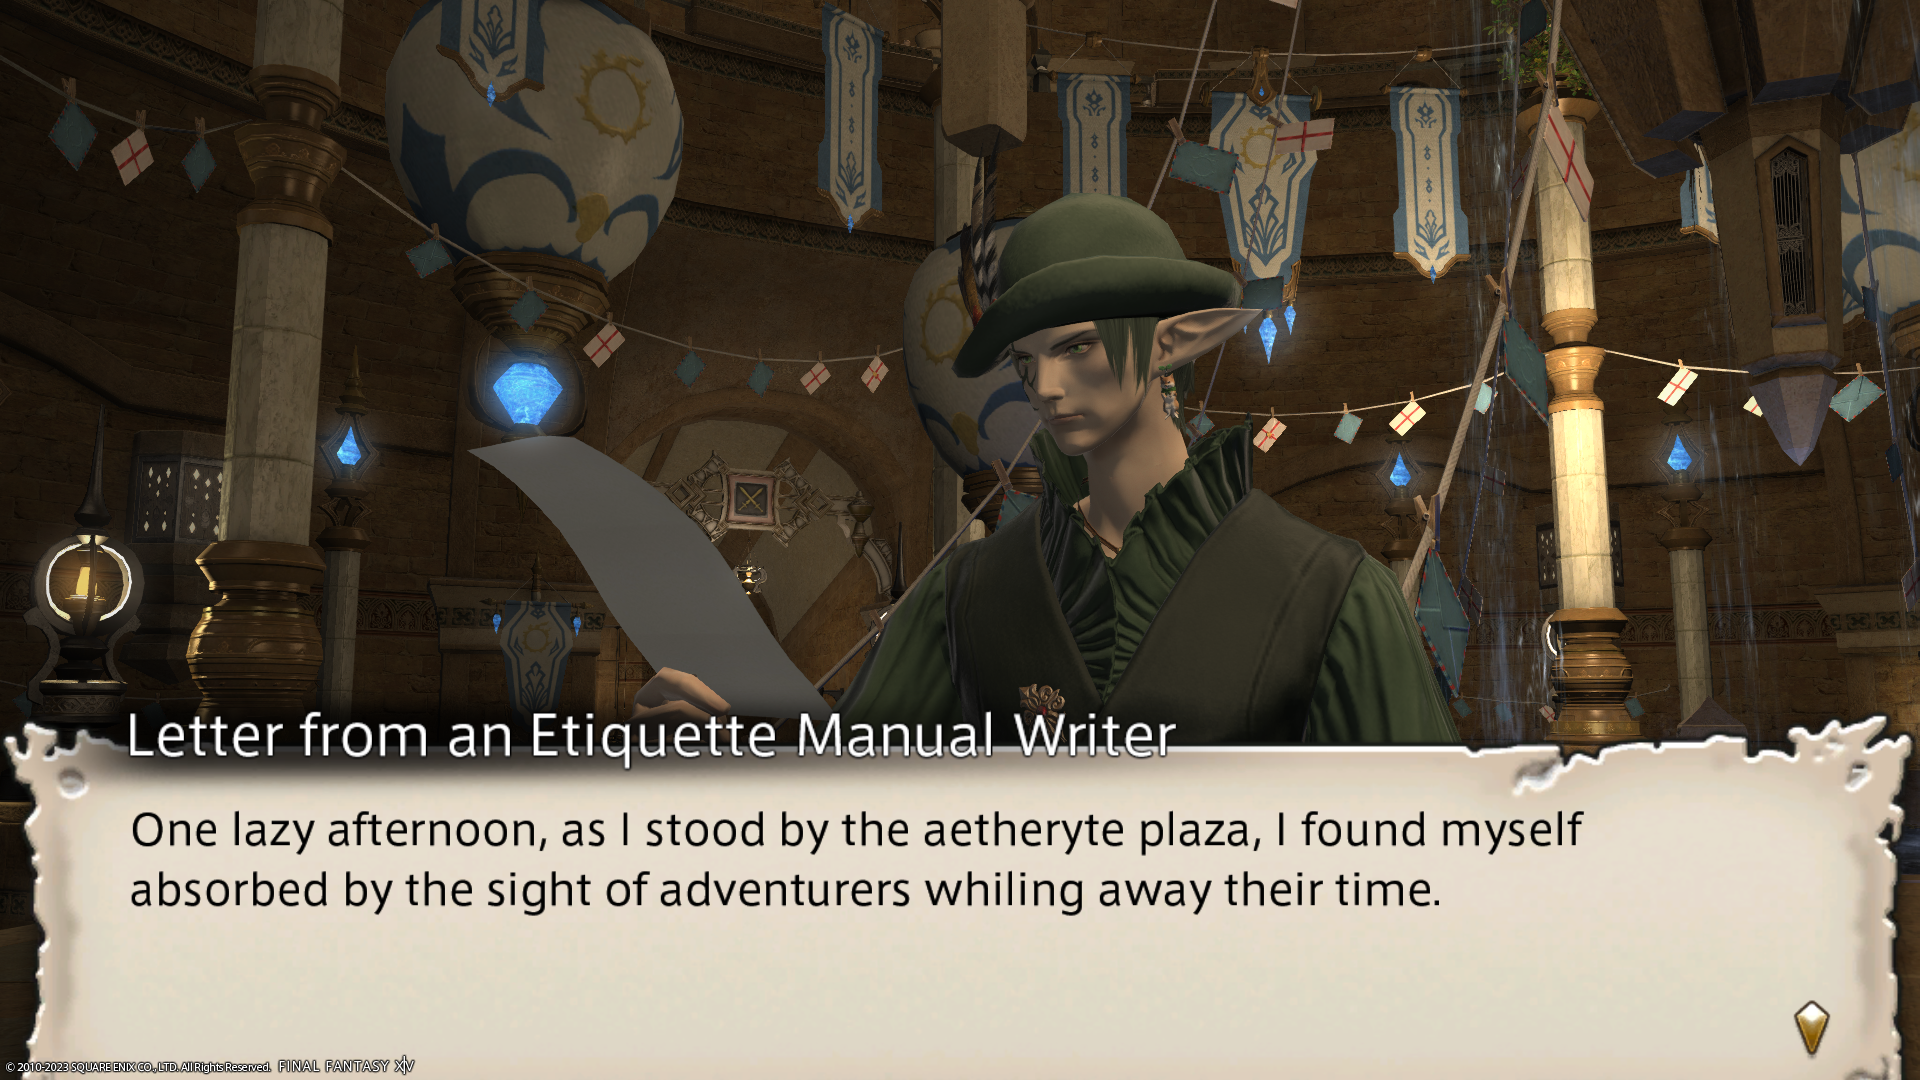 Letter from an Etiquette Manual Writer
One lazy afternoon, as I stood by the aetheryte plaza, I found myself
absorbed by the sight of adventurers whiling away their time.
© 2010-2023 SQUARE ENIX CO., LTD. All Rights Reserved. FINAL FANTASY XIV